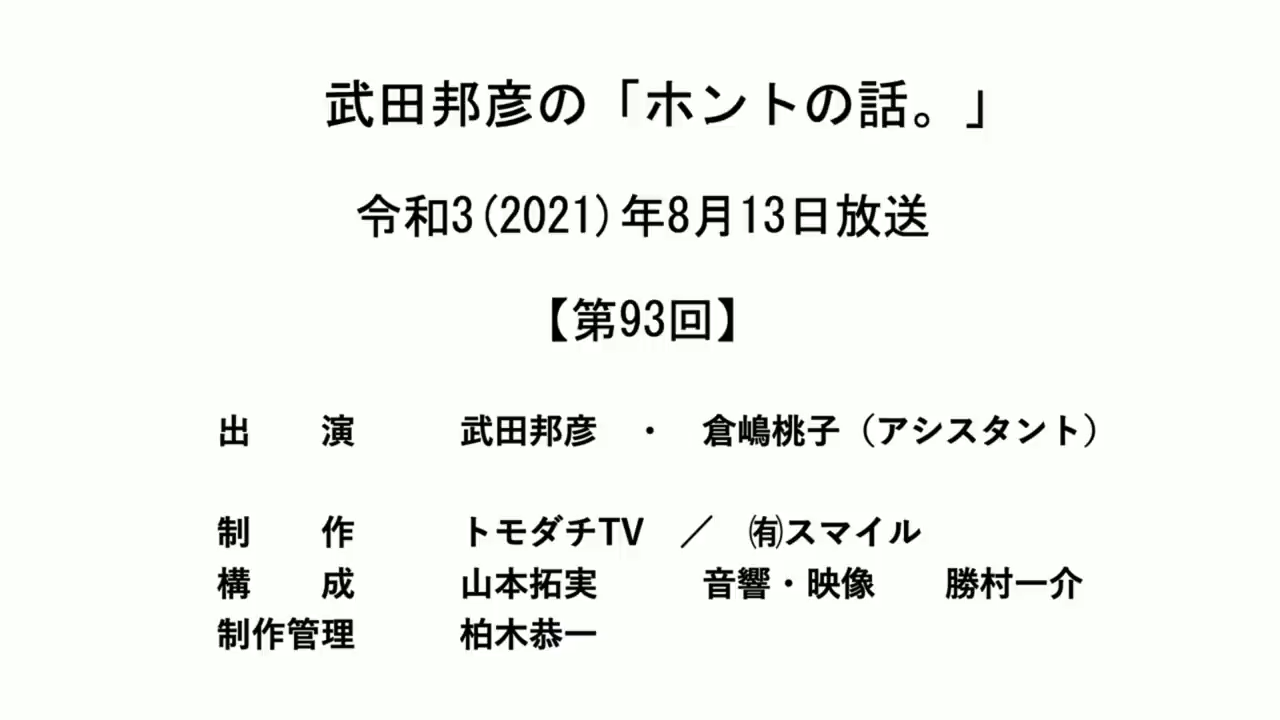 武田邦彦の「ホントの話。」
令和3(2021)年8月13日放送
【第93回】
出　　演　　　武田邦彦　・　倉嶋桃子（アシスタント）
制　　作　　　トモダチTV　／　㈲スマイル
構　　成　　　山本拓実　　　音響・映像　　勝村一介
制作管理　　　柏木恭一